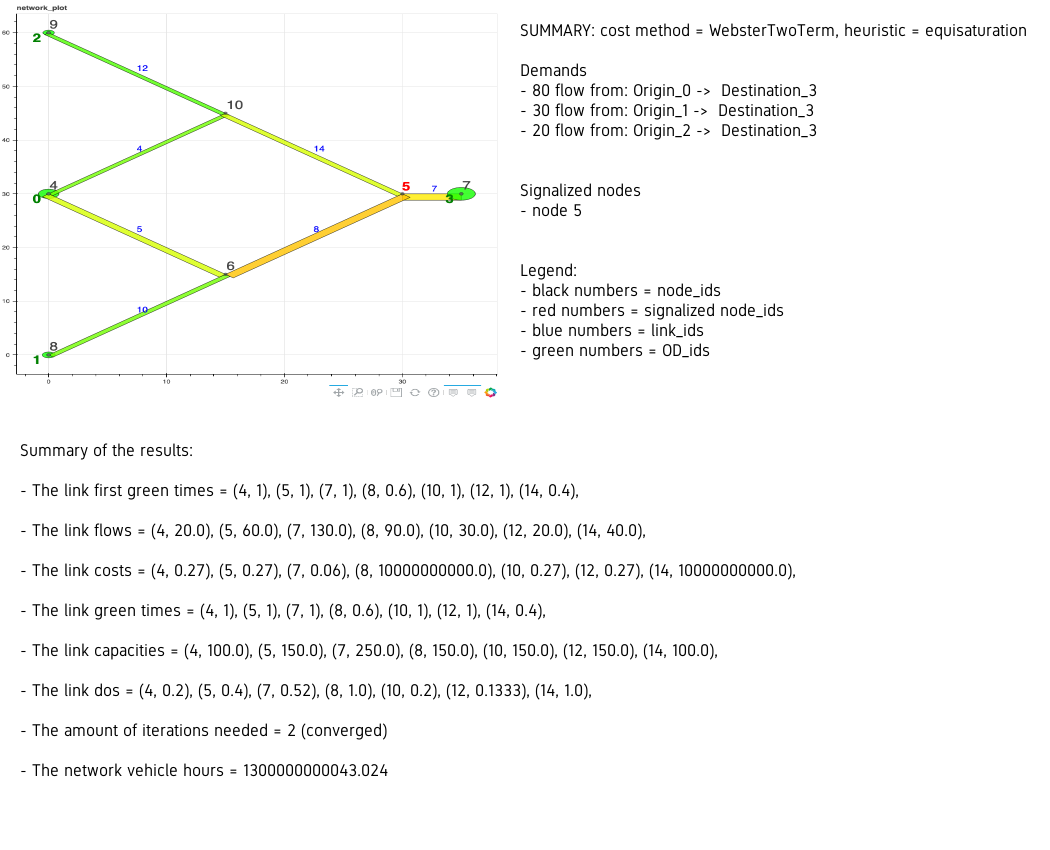 network_plot
60
50
40
30
20
10
0
0
10
20
30
9
2
12
10
4
14
4
0
5
7
7
3
5
8
6
10
8
1
SUMMARY: cost method = WebsterTwoTerm, heuristic = equisaturation
Demands
- 80 flow from: Origin_0 -> Destination_3
- 30 flow from: Origin_1 -> Destination_3
- 20 flow from: Origin_2 -> Destination_3
Signalized nodes
- node 5
Legend:
- black numbers = node_ids
- red numbers = signalized node_ids
- blue numbers = link_ids
- green numbers = OD_ids
Summary of the results:
- The link first green times = (4, 1), (5, 1), (7, 1), (8, 0.6), (10, 1), (12, 1), (14, 0.4),
- The link flows = (4, 20.0), (5, 60.0), (7, 130.0), (8, 90.0), (10, 30.0), (12, 20.0), (14, 40.0),
- The link costs = (4, 0.27), (5, 0.27), (7, 0.06), (8, 10000000000.0), (10, 0.27), (12, 0.27), (14, 10000000000.0),
- The link green times = (4, 1), (5, 1), (7, 1), (8, 0.6), (10, 1), (12, 1), (14, 0.4),
- The link capacities = (4, 100.0), (5, 150.0), (7, 250.0), (8, 150.0), (10, 150.0), (12, 150.0), (14, 100.0),
- The link dos = (4, 0.2), (5, 0.4), (7, 0.52), (8, 1.0), (10, 0.2), (12, 0.1333), (14, 1.0),
- The amount of iterations needed = 2 (converged)
- The network vehicle hours = 1300000000043.024